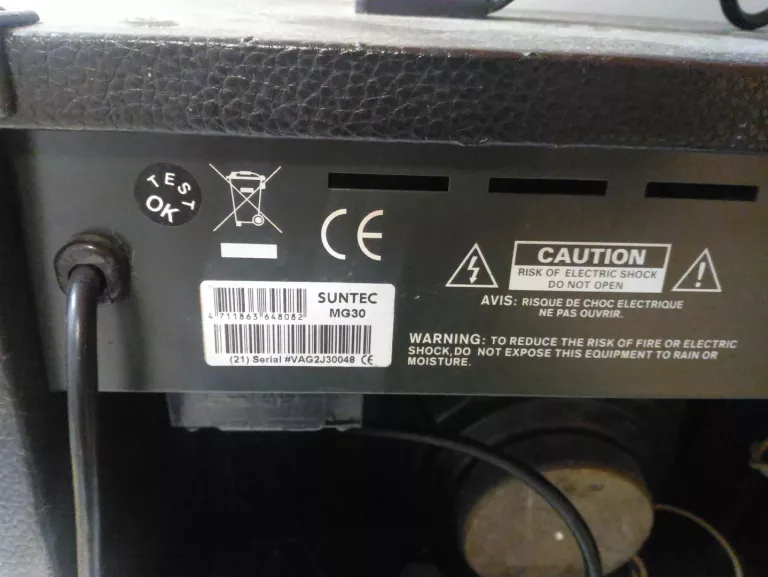 TEST
OK
CE
SUNTEC
MG30
4 711863 648082
(21) Serial #VAG2J30048 CE
CAUTION
RISK OF ELECTRIC SHOCK
DO NOT OPEN
AVIS: RISQUE DE CHOC ELECTRIQUE
NE PAS OUVRIR.
WARNING: TO REDUCE THE RISK OF FIRE OR ELECTRIC
SHOCK,DO NOT EXPOSE THIS EQUIPMENT TO RAIN OR
MOISTURE.